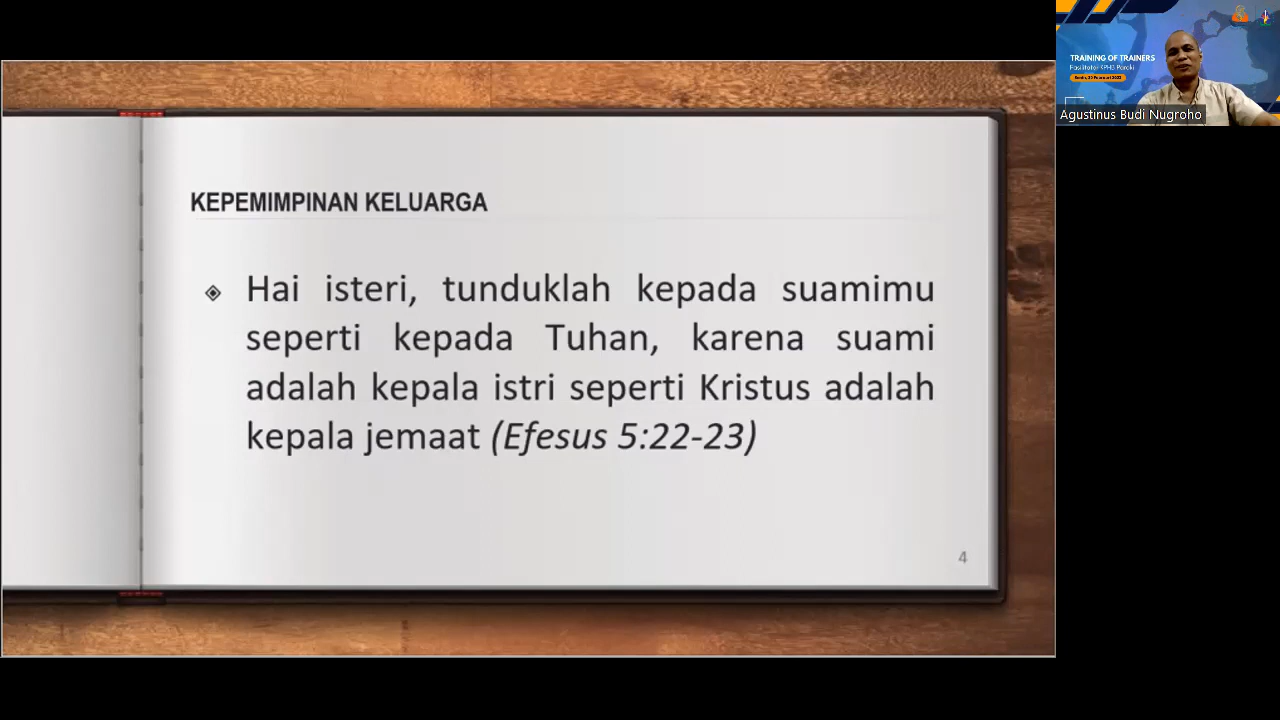 KEPEMIMPINAN KELUARGA
Hai isteri, tunduklah kepada suamimu
seperti kepada Tuhan, karena suami
adalah kepala istri seperti Kristus adalah
kepala jemaat (Efesus 5:22-23)
4
TRAINING OF TRAINERS
Agustinus Budi Nugroho